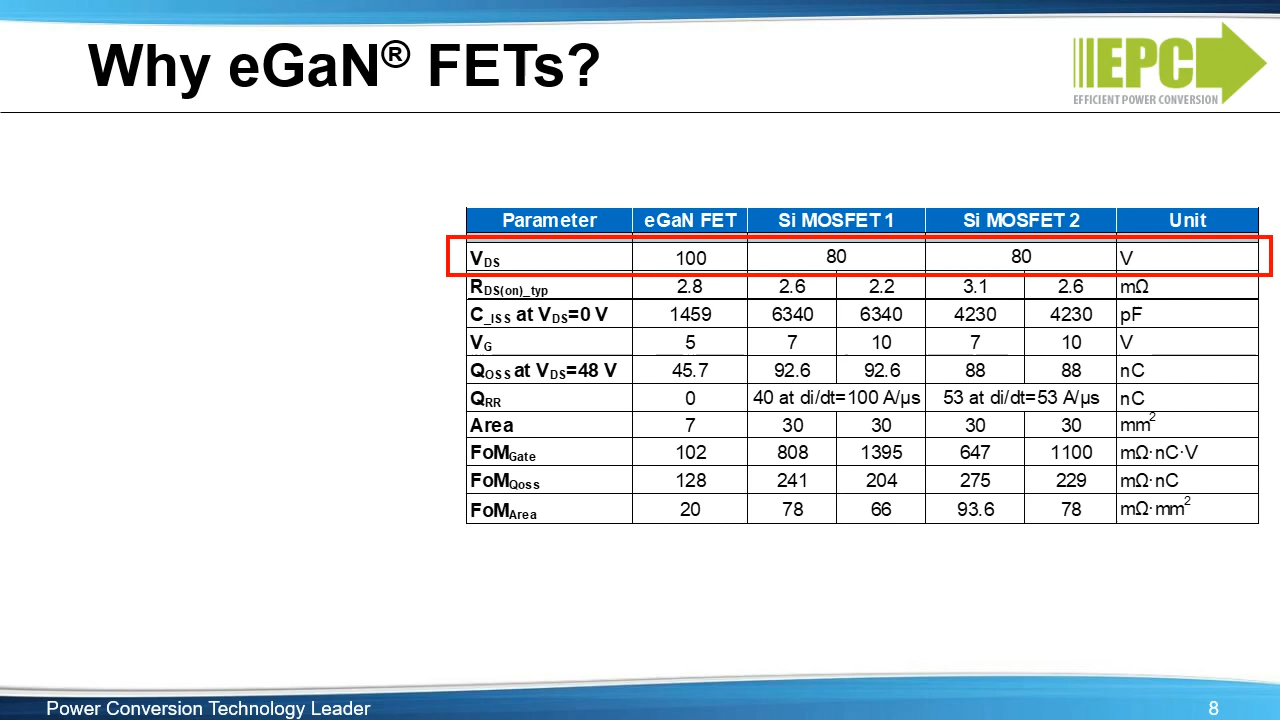 Why eGaN® FETs?
EPC
EFFICIENT POWER CONVERSION
Parameter eGaN FET Si MOSFET 1 Si MOSFET 2 Unit
VDS 100 80 80 V
RDS(on)_typ 2.8 2.6 2.2 3.1 2.6 mΩ
C_ISS at VDS=0 V 1459 6340 6340 4230 4230 pF
VG 5 7 10 7 10 V
QOSS at VDS=48 V 45.7 92.6 92.6 88 88 nC
QRR 0 40 at di/dt=100 A/µs 53 at di/dt=53 A/µs nC
Area 7 30 30 30 30 mm2
FoMGate 102 808 1395 647 1100 mΩ·nC·V
FoMQoss 128 241 204 275 229 mΩ·nC
FoMArea 20 78 66 93.6 78 mΩ·mm2
Power Conversion Technology Leader 8